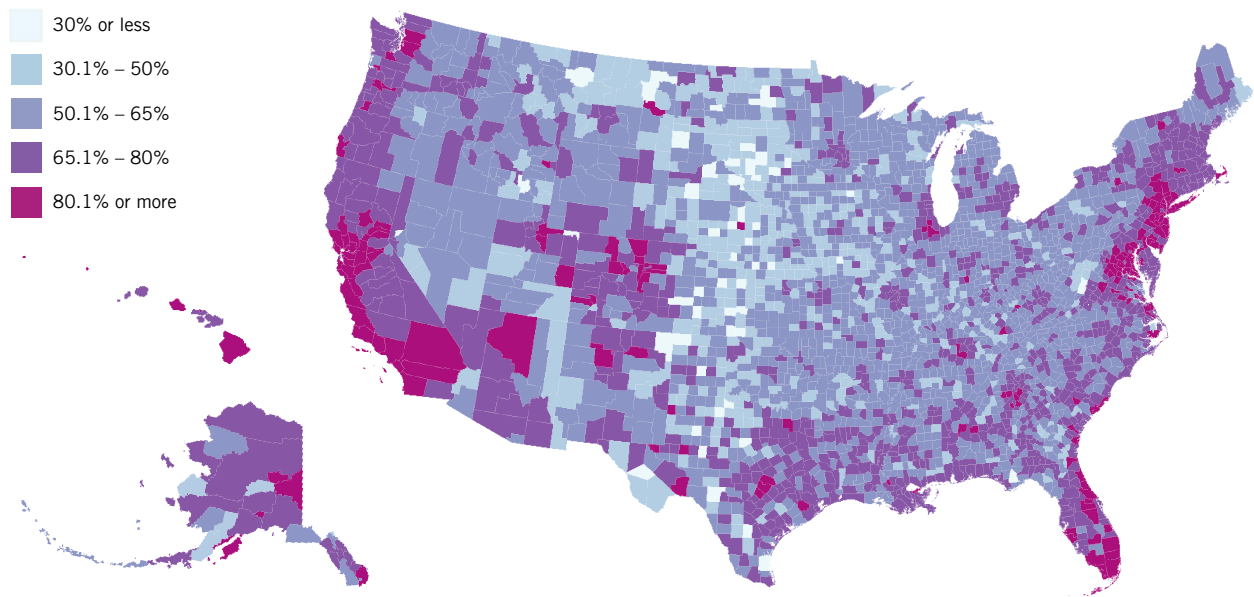 30% or less
30.1% – 50%
50.1% – 65%
65.1% – 80%
80.1% or more